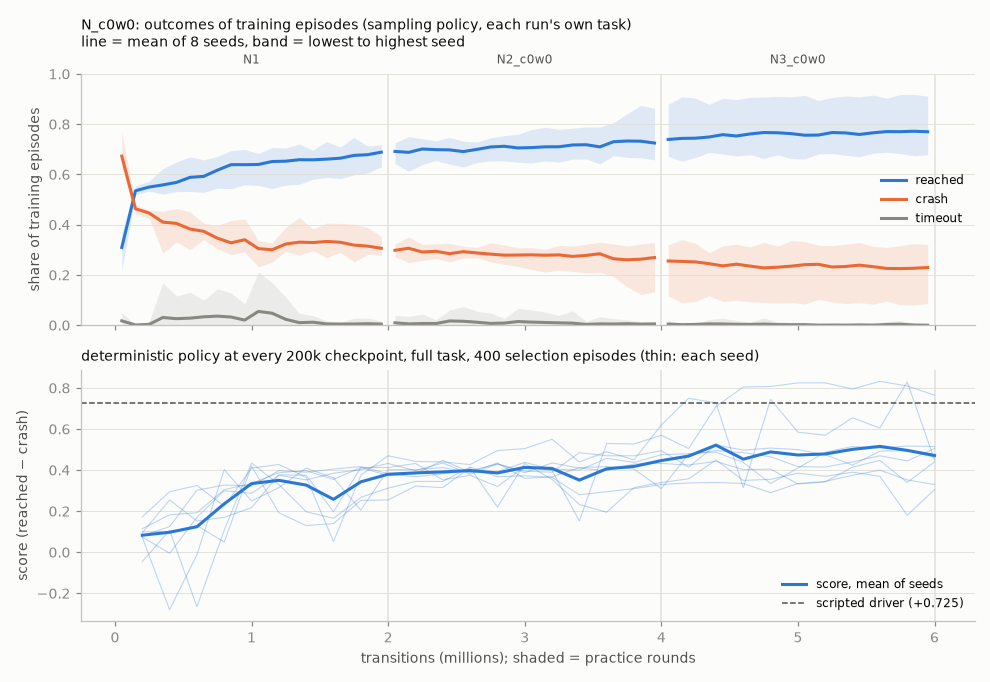 N_c0w0: outcomes of training episodes (sampling policy, each run's own task)
line = mean of 8 seeds, band = lowest to highest seed
N1
N2_c0w0
N3_c0w0
1.0
0.8
0.6
0.4
0.2
0.0
share of training episodes
reached
crash
timeout
deterministic policy at every 200k checkpoint, full task, 400 selection episodes (thin: each seed)
0.8
0.6
0.4
0.2
0.0
−0.2
score (reached − crash)
score, mean of seeds
scripted driver (+0.725)
0
1
2
3
4
5
6
transitions (millions); shaded = practice rounds